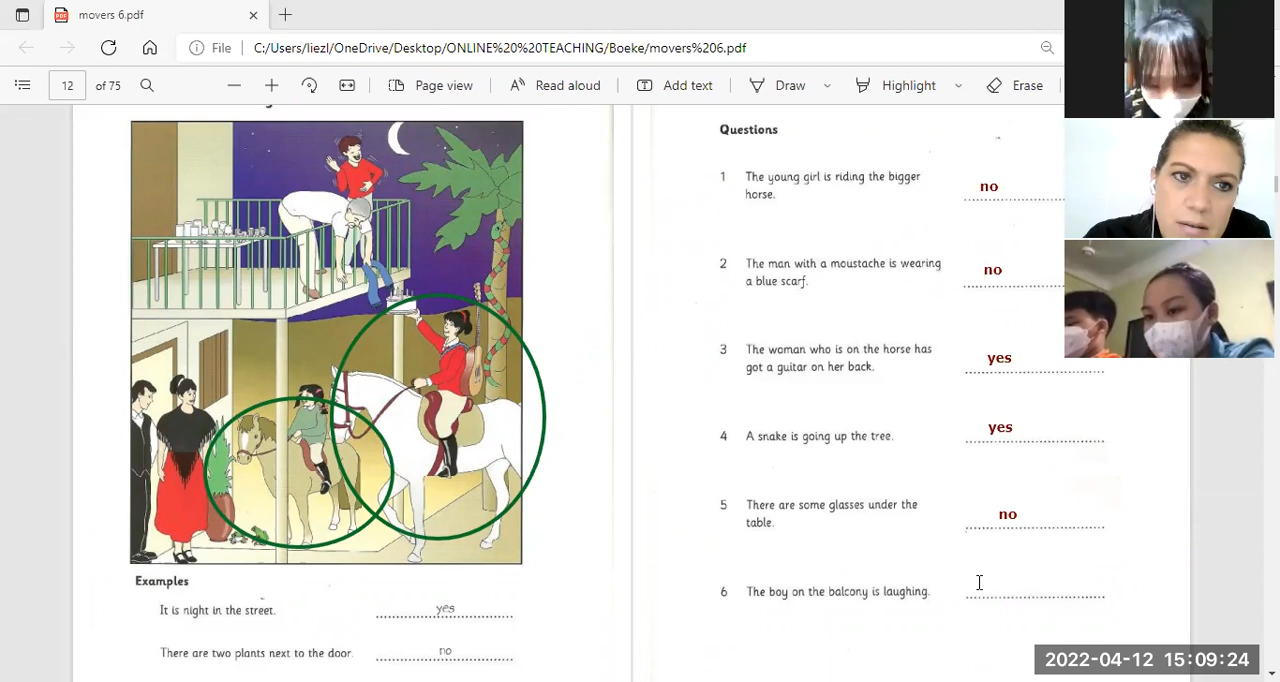 movers 6.pdf
File
C:/Users/liezl/OneDrive/Desktop/ONLINE%20%20TEACHING/Boeke/movers%206.pdf
12 of 75
Page view
Read aloud
Add text
Draw
Highlight
Erase
Questions
1 The young girl is riding the bigger
horse.
no
2 The man with a moustache is wearing
a blue scarf.
no
3 The woman who is on the horse has
got a guitar on her back.
yes
4 A snake is going up the tree.
yes
5 There are some glasses under the
table.
no
6 The boy on the balcony is laughing.
Examples
It is night in the street.
yes
There are two plants next to the door.
no
2022-04-12 15:09:24